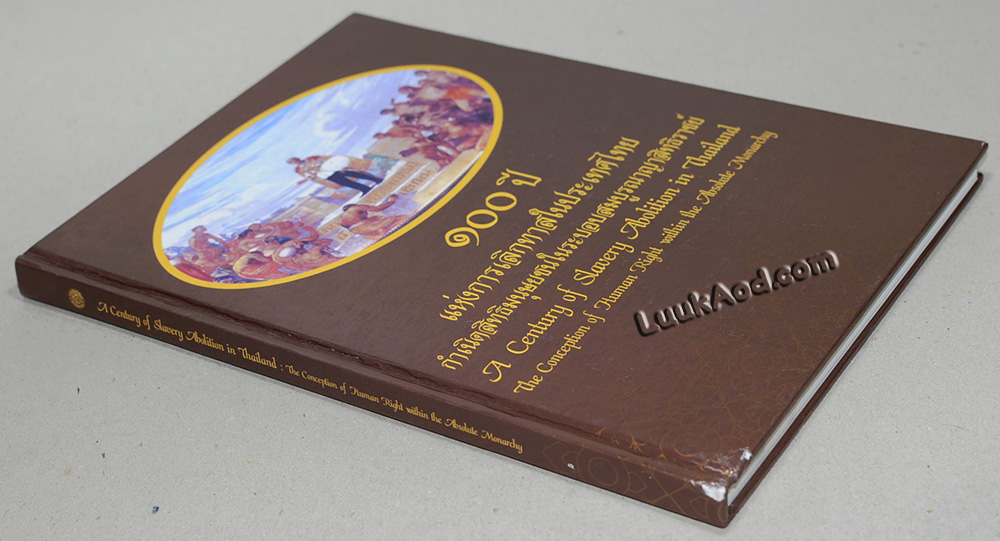 ๑๐๐ ปี
แห่งการเลิกทาสในประเทศไทย
กำเนิดสิทธิมนุษยชนในระบอบสมบูรณาญาสิทธิราชย์
A Century of Slavery Abolition in Thailand
The Conception of Human Right within the Absolute Monarchy
LuukAod.com
A Century of Slavery Abolition in Thailand : The Conception of Human Right within the Absolute Monarchy